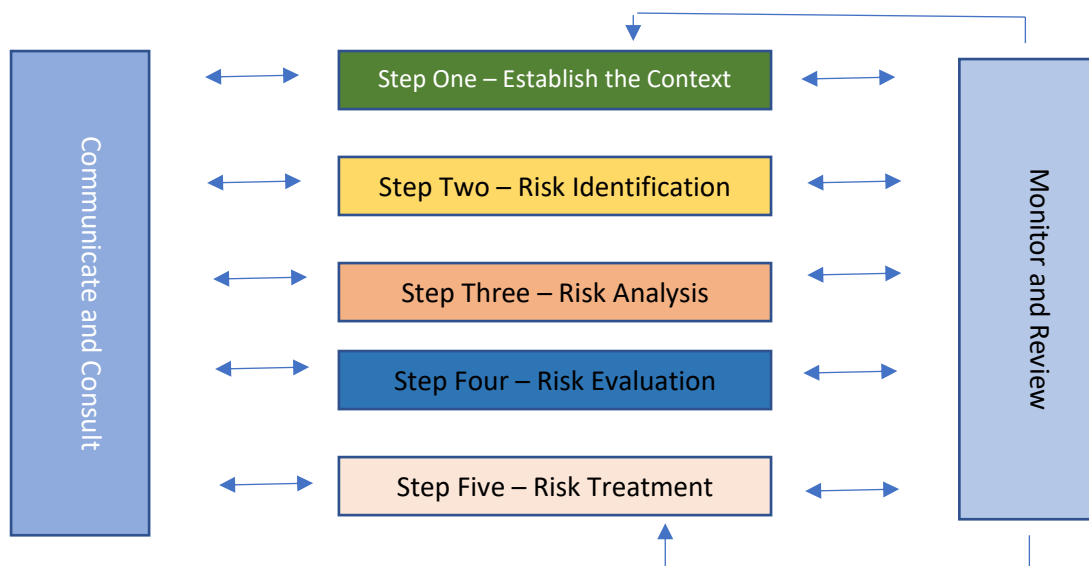 Communicate and Consult
Step One – Establish the Context
Step Two – Risk Identification
Step Three – Risk Analysis
Step Four – Risk Evaluation
Step Five – Risk Treatment
Monitor and Review